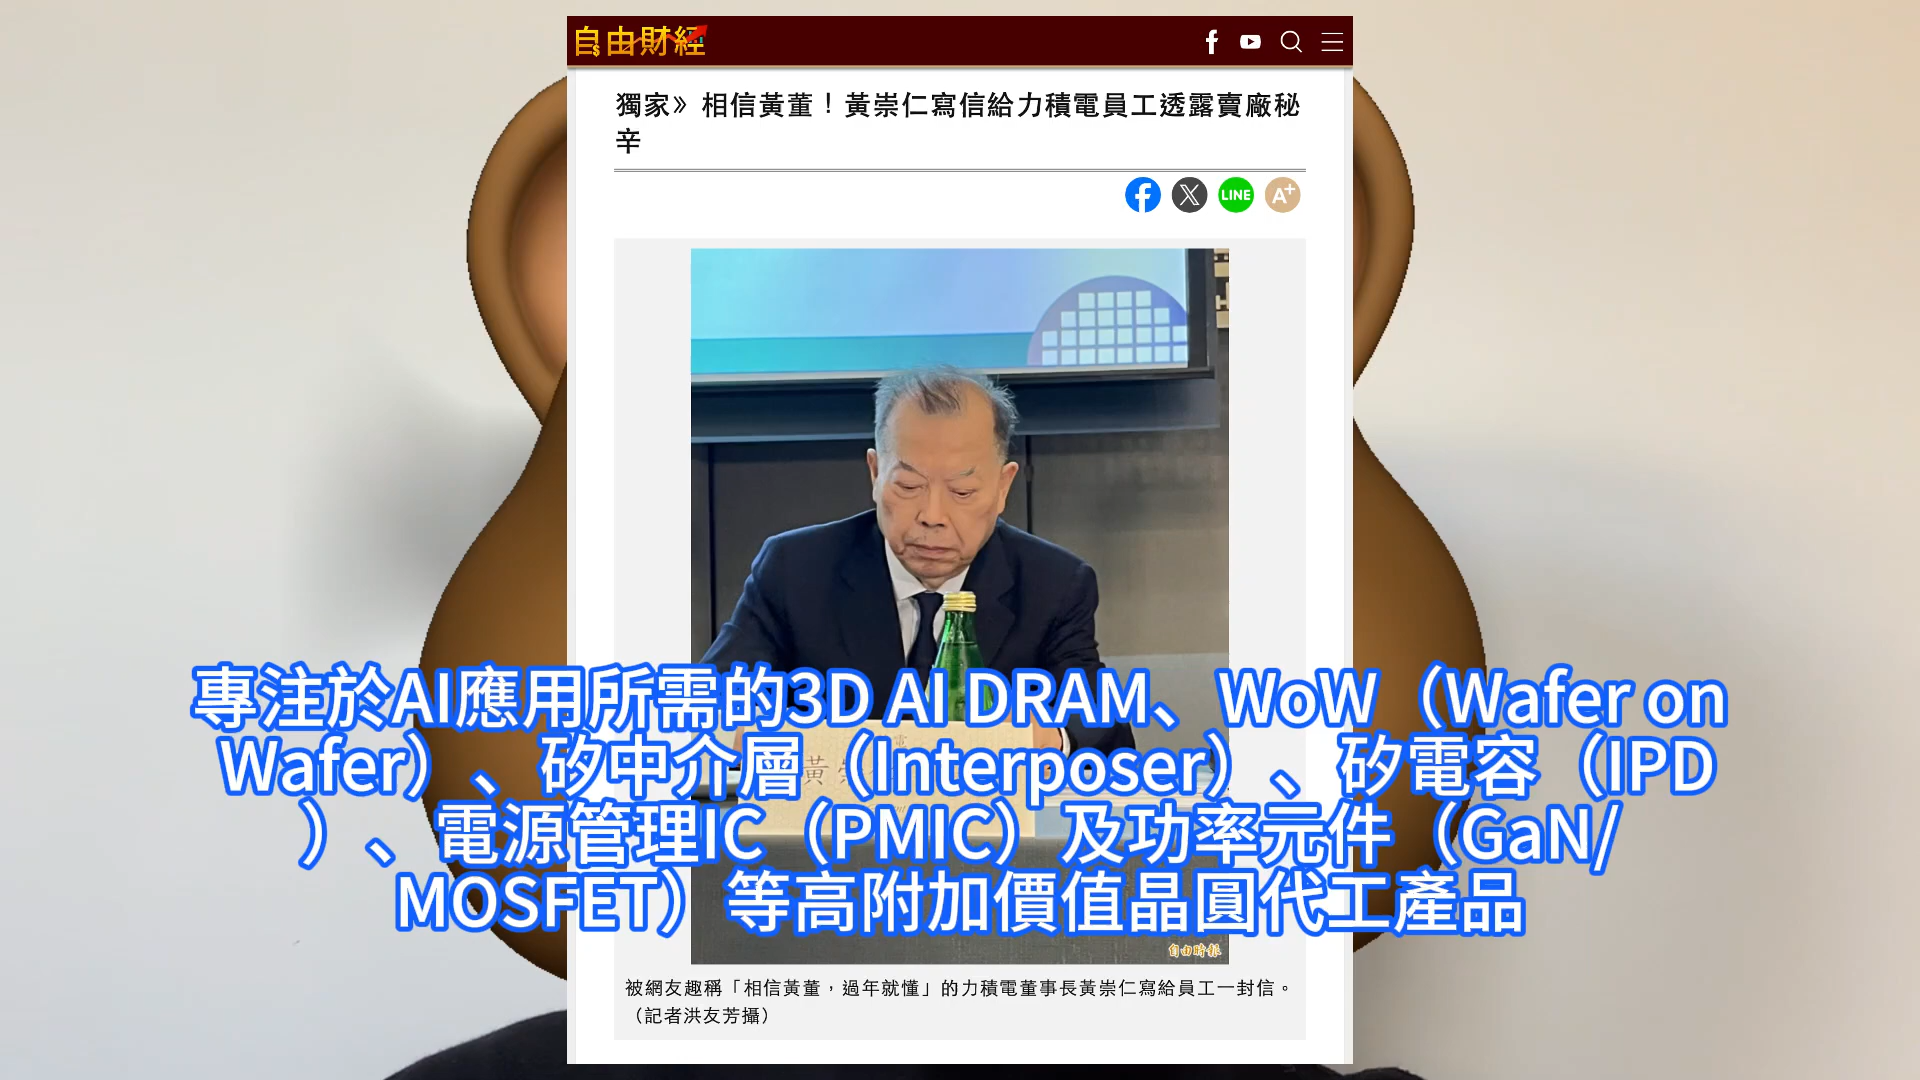 自由財經
獨家》相信黃董！黃崇仁寫信給力積電員工透露賣廠秘
辛
LINE
A+
專注於AI應用所需的3D AI DRAM、WoW（Wafer on
Wafer）、矽中介層（Interposer）、矽電容（IPD
）、電源管理IC（PMIC）及功率元件（GaN/
MOSFET）等高附加價值晶圓代工產品
自由時報
被網友趣稱「相信黃董，過年就懂」的力積電董事長黃崇仁寫給員工一封信。
（記者洪友芳攝）